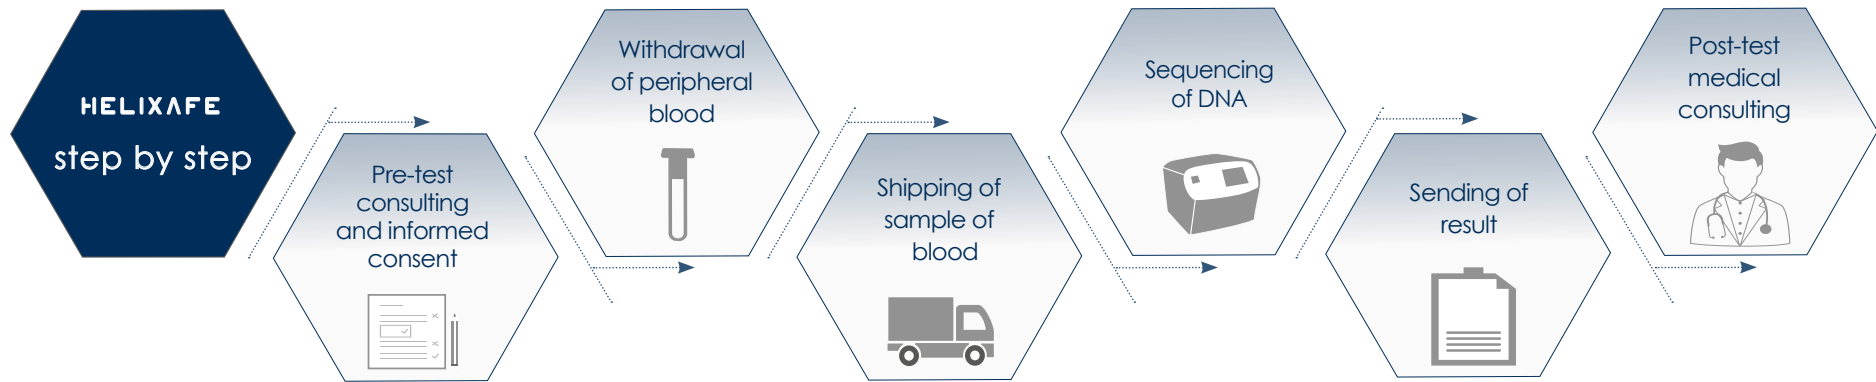 HELIXAFE
step by step
Pre-test
consulting
and informed
consent
Withdrawal
of peripheral
blood
Shipping of
sample of
blood
Sequencing
of DNA
Sending of
result
Post-test
medical
consulting